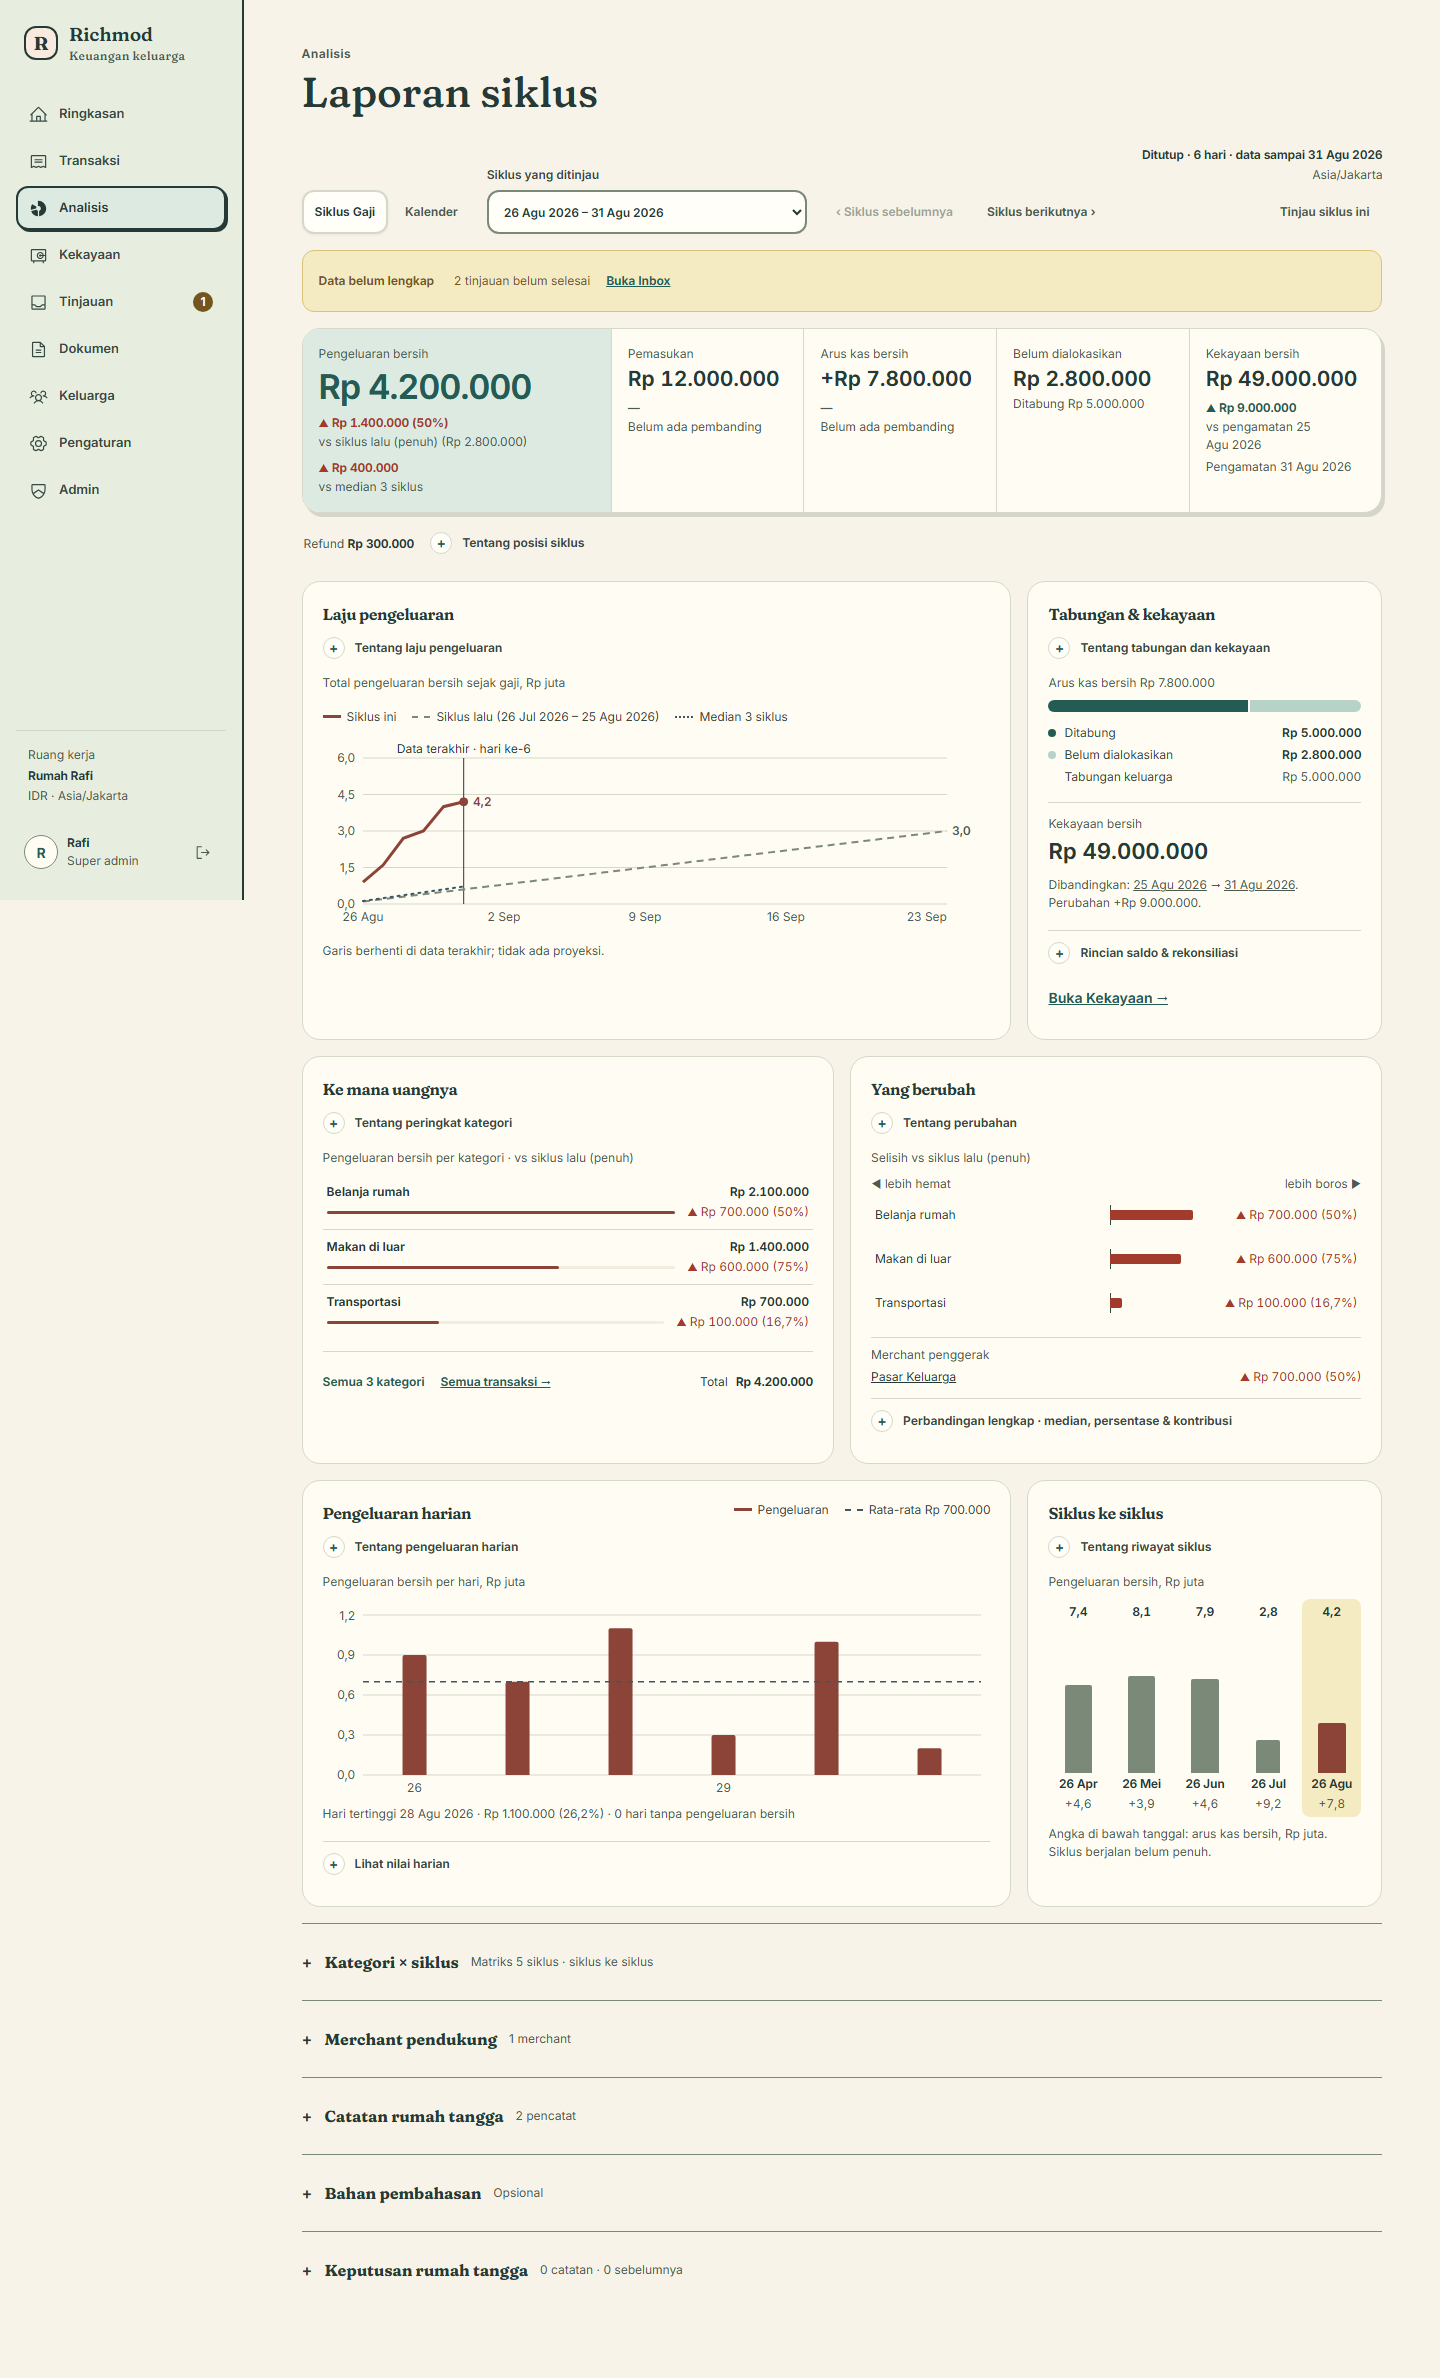 R
Richmod
Keuangan keluarga
Ringkasan
Transaksi
Analisis
Kekayaan
Tinjauan
1
Dokumen
Keluarga
Pengaturan
Admin
Ruang kerja
Rumah Rafi
IDR · Asia/Jakarta
R
Rafi
Super admin
Analisis
Laporan siklus
Ditutup · 6 hari · data sampai 31 Agu 2026
Asia/Jakarta
Siklus yang ditinjau
Siklus Gaji
Kalender
26 Agu 2026 – 31 Agu 2026
‹ Siklus sebelumnya
Siklus berikutnya ›
Tinjau siklus ini
Data belum lengkap 2 tinjauan belum selesai Buka Inbox
Pengeluaran bersih
Rp 4.200.000
▲ Rp 1.400.000 (50%)
vs siklus lalu (penuh) (Rp 2.800.000)
▲ Rp 400.000
vs median 3 siklus
Pemasukan
Rp 12.000.000
—
Belum ada pembanding
Arus kas bersih
+Rp 7.800.000
—
Belum ada pembanding
Belum dialokasikan
Rp 2.800.000
Ditabung Rp 5.000.000
Kekayaan bersih
Rp 49.000.000
▲ Rp 9.000.000
vs pengamatan 25
Agu 2026
Pengamatan 31 Agu 2026
Refund Rp 300.000
+ Tentang posisi siklus
Laju pengeluaran
+ Tentang laju pengeluaran
Total pengeluaran bersih sejak gaji, Rp juta
Siklus ini
Siklus lalu (26 Jul 2026 – 25 Agu 2026)
Median 3 siklus
Data terakhir · hari ke-6
6,0
4,5
4,2
3,0
3,0
1,5
0,0
26 Agu
2 Sep
9 Sep
16 Sep
23 Sep
Garis berhenti di data terakhir; tidak ada proyeksi.
Tabungan & kekayaan
+ Tentang tabungan dan kekayaan
Arus kas bersih Rp 7.800.000
Ditabung Rp 5.000.000
Belum dialokasikan Rp 2.800.000
Tabungan keluarga Rp 5.000.000
Kekayaan bersih
Rp 49.000.000
Dibandingkan: 25 Agu 2026 → 31 Agu 2026.
Perubahan +Rp 9.000.000.
+ Rincian saldo & rekonsiliasi
Buka Kekayaan →
Ke mana uangnya
+ Tentang peringkat kategori
Pengeluaran bersih per kategori · vs siklus lalu (penuh)
Belanja rumah Rp 2.100.000
▲ Rp 700.000 (50%)
Makan di luar Rp 1.400.000
▲ Rp 600.000 (75%)
Transportasi Rp 700.000
▲ Rp 100.000 (16,7%)
Semua 3 kategori Semua transaksi → Total Rp 4.200.000
Yang berubah
+ Tentang perubahan
Selisih vs siklus lalu (penuh)
◀ lebih hemat lebih boros ▶
Belanja rumah ▲ Rp 700.000 (50%)
Makan di luar ▲ Rp 600.000 (75%)
Transportasi ▲ Rp 100.000 (16,7%)
Merchant penggerak
Pasar Keluarga ▲ Rp 700.000 (50%)
+ Perbandingan lengkap · median, persentase & kontribusi
Pengeluaran harian
Pengeluaran
Rata-rata Rp 700.000
+ Tentang pengeluaran harian
Pengeluaran bersih per hari, Rp juta
1,2
0,9
0,6
0,3
0,0
26
29
Hari tertinggi 28 Agu 2026 · Rp 1.100.000 (26,2%) · 0 hari tanpa pengeluaran bersih
+ Lihat nilai harian
Siklus ke siklus
+ Tentang riwayat siklus
Pengeluaran bersih, Rp juta
7,4 8,1 7,9 2,8 4,2
26 Apr 26 Mei 26 Jun 26 Jul 26 Agu
+4,6 +3,9 +4,6 +9,2 +7,8
Angka di bawah tanggal: arus kas bersih, Rp juta.
Siklus berjalan belum penuh.
+ Kategori × siklus Matriks 5 siklus · siklus ke siklus
+ Merchant pendukung 1 merchant
+ Catatan rumah tangga 2 pencatat
+ Bahan pembahasan Opsional
+ Keputusan rumah tangga 0 catatan · 0 sebelumnya